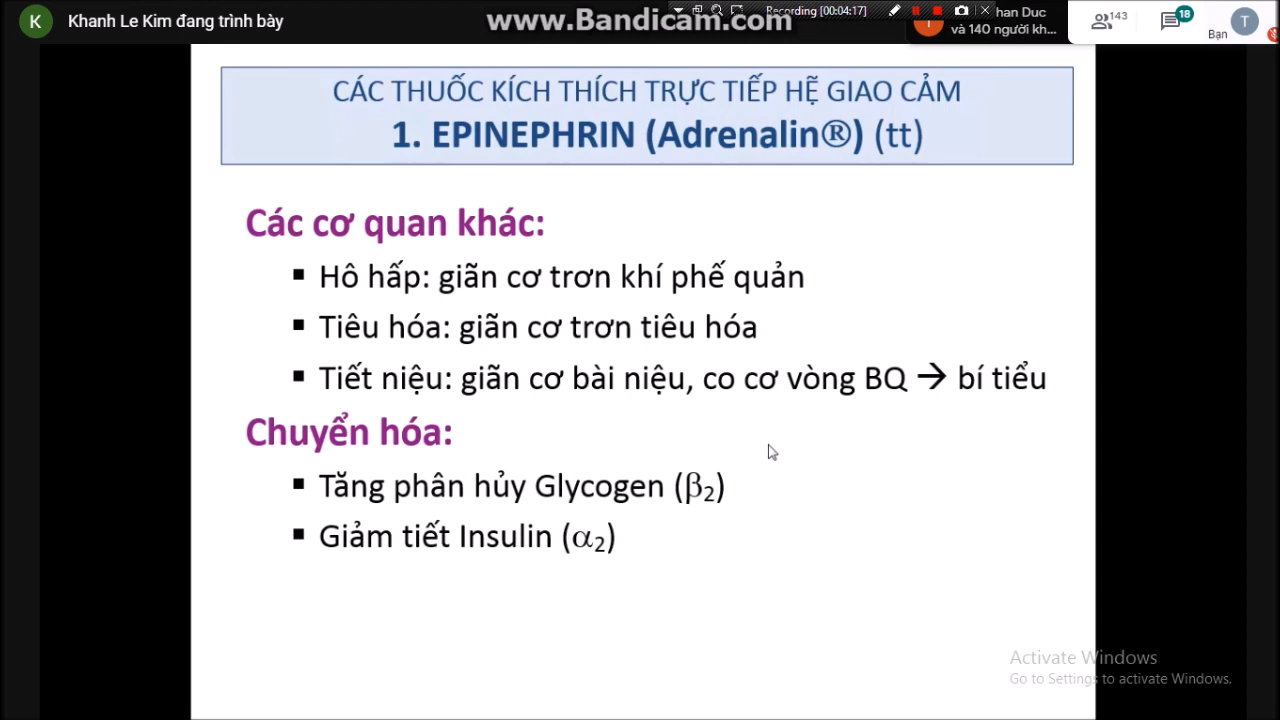 K Khanh Le Kim đang trình bày
www.Bandicam.com
Recording [00:04:17]
han Duc
và 140 người kh...
143
18
Bạn
T
CÁC THUỐC KÍCH THÍCH TRỰC TIẾP HỆ GIAO CẢM
1. EPINEPHRIN (Adrenalin®) (tt)
Các cơ quan khác:
▪ Hô hấp: giãn cơ trơn khí phế quản
▪ Tiêu hóa: giãn cơ trơn tiêu hóa
▪ Tiết niệu: giãn cơ bài niệu, co cơ vòng BQ → bí tiểu
Chuyển hóa:
▪ Tăng phân hủy Glycogen (β₂)
▪ Giảm tiết Insulin (α₂)
Activate Windows
Go to Settings to activate Windows.